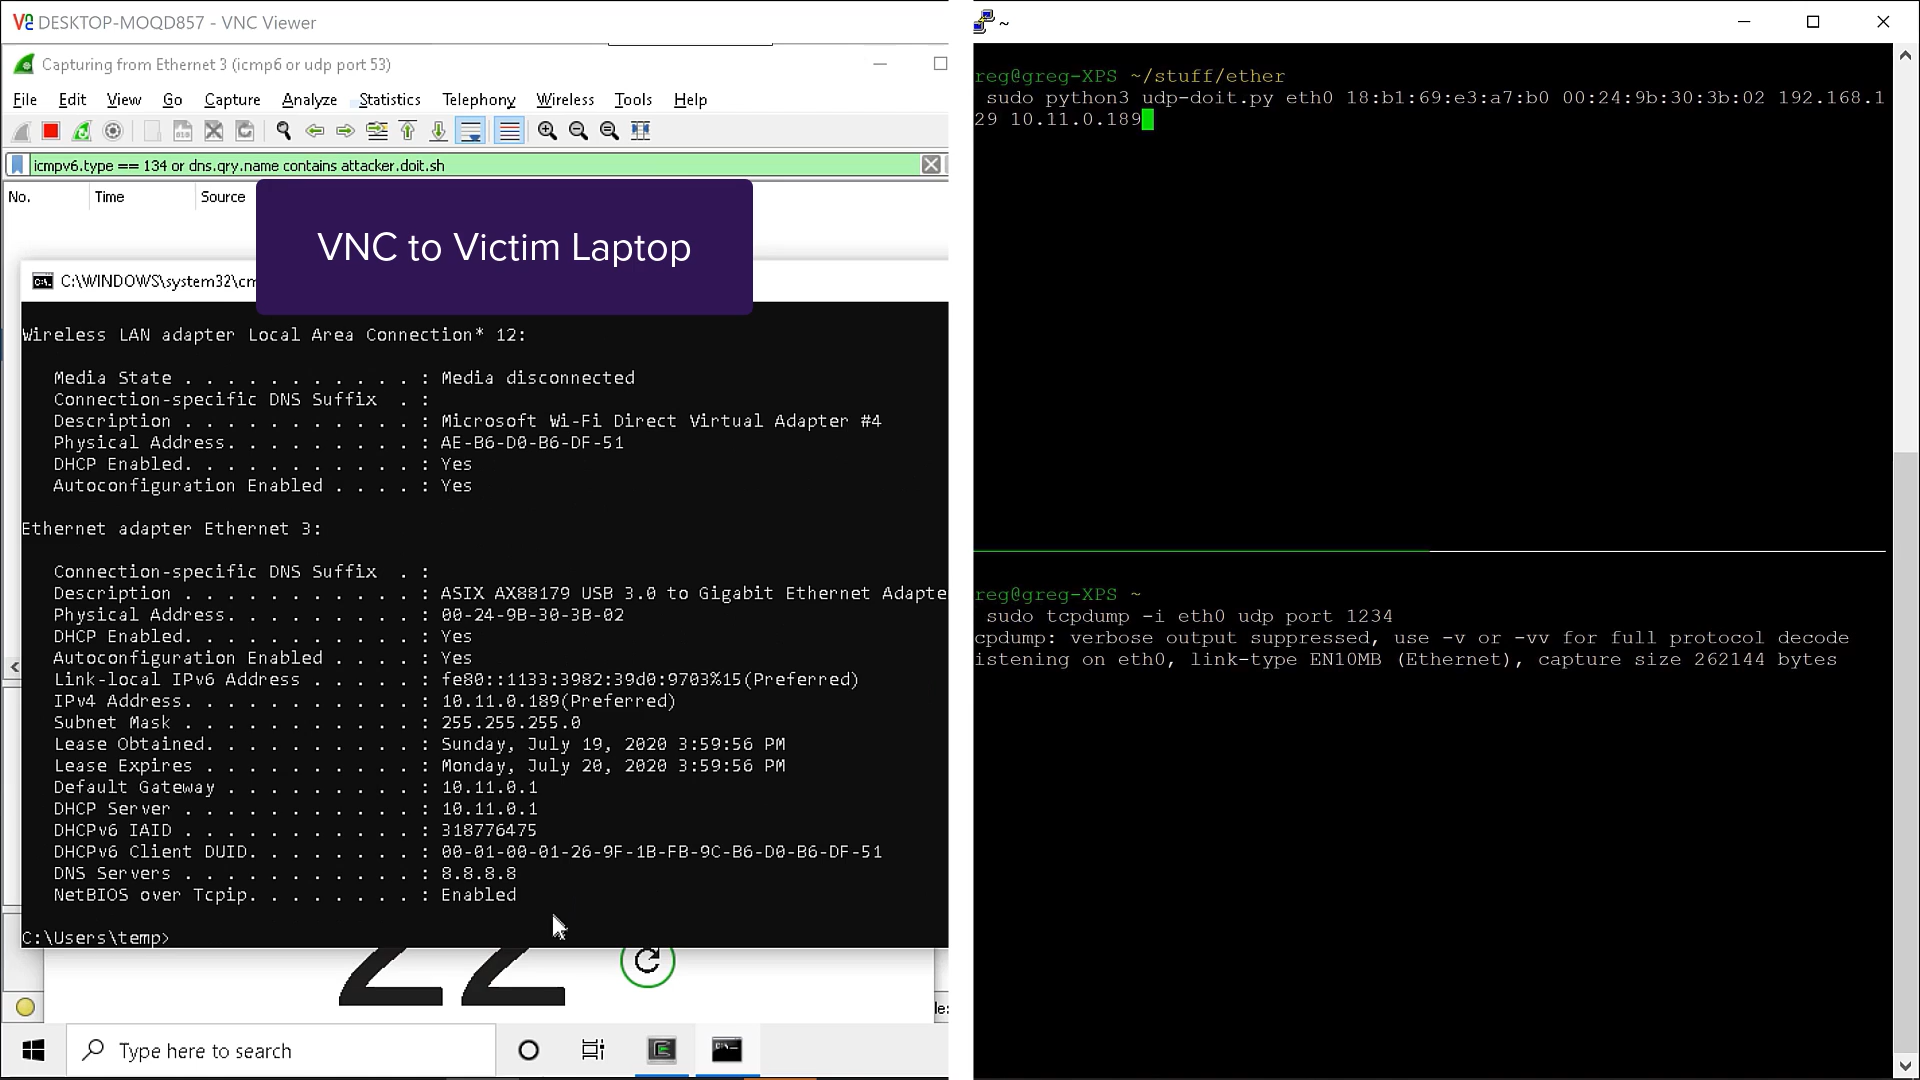 DESKTOP-MOQD857 - VNC Viewer
Capturing from Ethernet 3 (icmp6 or udp port 53)
File Edit View Go Capture Analyze Statistics Telephony Wireless Tools Help
icmpv6.type == 134 or dns.qry.name contains attacker.doit.sh
No. Time Source
VNC to Victim Laptop
C:\WINDOWS\system32\cm
Wireless LAN adapter Local Area Connection* 12:
Media State . . . . . . . . . . . : Media disconnected
Connection-specific DNS Suffix . :
Description . . . . . . . . . . . : Microsoft Wi-Fi Direct Virtual Adapter #4
Physical Address. . . . . . . . . : AE-B6-D0-B6-DF-51
DHCP Enabled. . . . . . . . . . . : Yes
Autoconfiguration Enabled . . . . : Yes
Ethernet adapter Ethernet 3:
Connection-specific DNS Suffix . :
Description . . . . . . . . . . . : ASIX AX88179 USB 3.0 to Gigabit Ethernet Adapte
Physical Address. . . . . . . . . : 00-24-9B-30-3B-02
DHCP Enabled. . . . . . . . . . . : Yes
Autoconfiguration Enabled . . . . : Yes
Link-local IPv6 Address . . . . . : fe80::1133:3982:39d0:9703%15(Preferred)
IPv4 Address. . . . . . . . . . . : 10.11.0.189(Preferred)
Subnet Mask . . . . . . . . . . . : 255.255.255.0
Lease Obtained. . . . . . . . . . : Sunday, July 19, 2020 3:59:56 PM
Lease Expires . . . . . . . . . . : Monday, July 20, 2020 3:59:56 PM
Default Gateway . . . . . . . . . : 10.11.0.1
DHCP Server . . . . . . . . . . . : 10.11.0.1
DHCPv6 IAID . . . . . . . . . . . : 318776475
DHCPv6 Client DUID. . . . . . . . : 00-01-00-01-26-9F-1B-FB-9C-B6-D0-B6-DF-51
DNS Servers . . . . . . . . . . . : 8.8.8.8
NetBIOS over Tcpip. . . . . . . . : Enabled
C:\Users\temp>
22
le:
Type here to search
~
reg@greg-XPS ~/stuff/ether
sudo python3 udp-doit.py eth0 18:b1:69:e3:a7:b0 00:24:9b:30:3b:02 192.168.1
29 10.11.0.189
reg@greg-XPS ~
sudo tcpdump -i eth0 udp port 1234
cpdump: verbose output suppressed, use -v or -vv for full protocol decode
istening on eth0, link-type EN10MB (Ethernet), capture size 262144 bytes